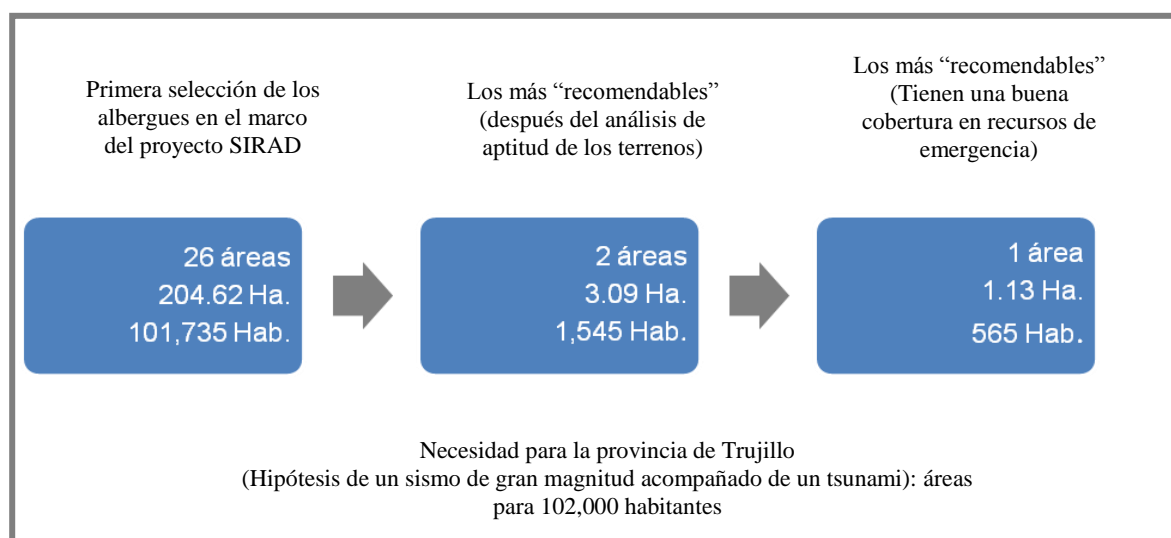 Primera selección de los
albergues en el marco
del proyecto SIRAD
Los más “recomendables”
(después del análisis de
aptitud de los terrenos)
Los más “recomendables”
(Tienen una buena
cobertura en recursos de
emergencia)
26 áreas
204.62 Ha.
101,735 Hab.
2 áreas
3.09 Ha.
1,545 Hab.
1 área
1.13 Ha.
565 Hab.
Necesidad para la provincia de Trujillo
(Hipótesis de un sismo de gran magnitud acompañado de un tsunami): áreas
para 102,000 habitantes